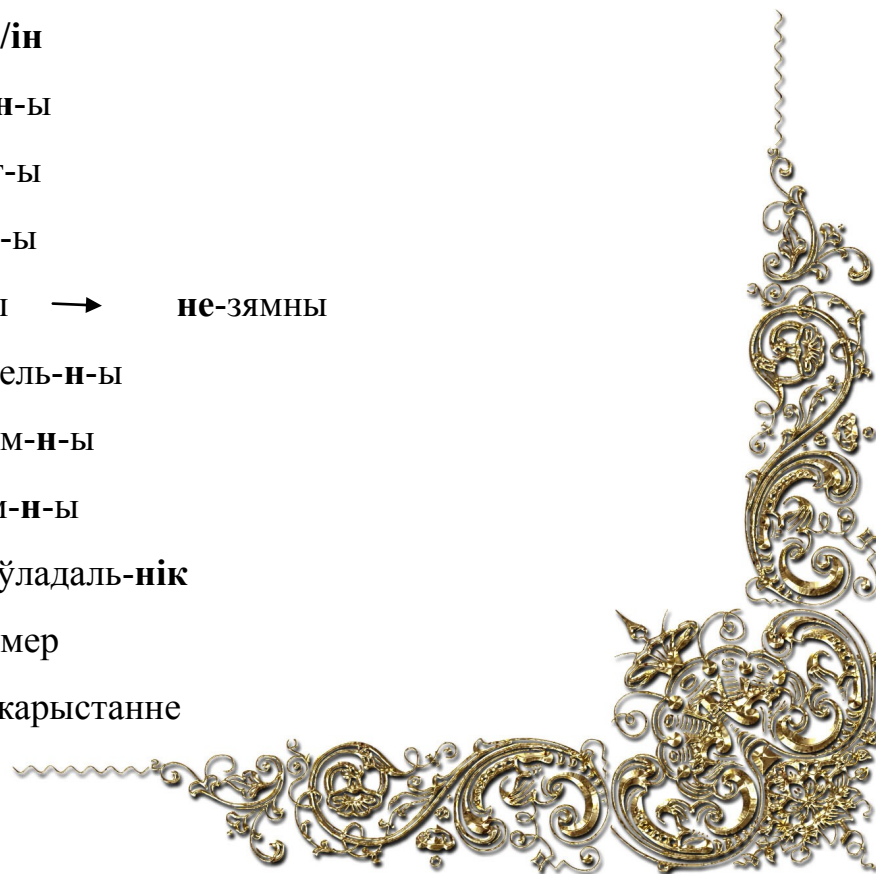 /ін
н-ы
т-ы
-ы
ы → не-зямны
ель-н-ы
м-н-ы
м-н-ы
ўладаль-нік
мер
карыстанне